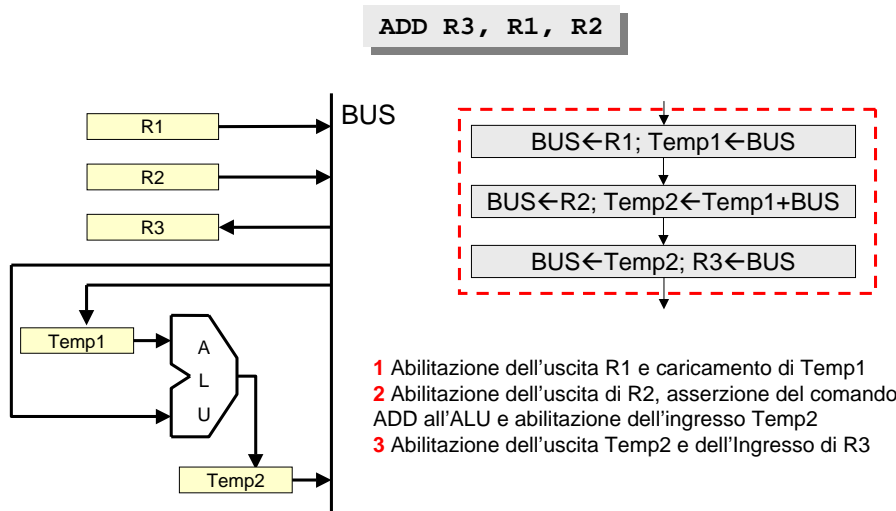 ADD R3, R1, R2
BUS
R1
R2
R3
Temp1
A
L
U
Temp2
BUS←R1; Temp1←BUS
BUS←R2; Temp2←Temp1+BUS
BUS←Temp2; R3←BUS
1 Abilitazione dell'uscita R1 e caricamento di Temp1
2 Abilitazione dell'uscita di R2, asserzione del comando
ADD all'ALU e abilitazione dell'ingresso Temp2
3 Abilitazione dell'uscita Temp2 e dell'Ingresso di R3